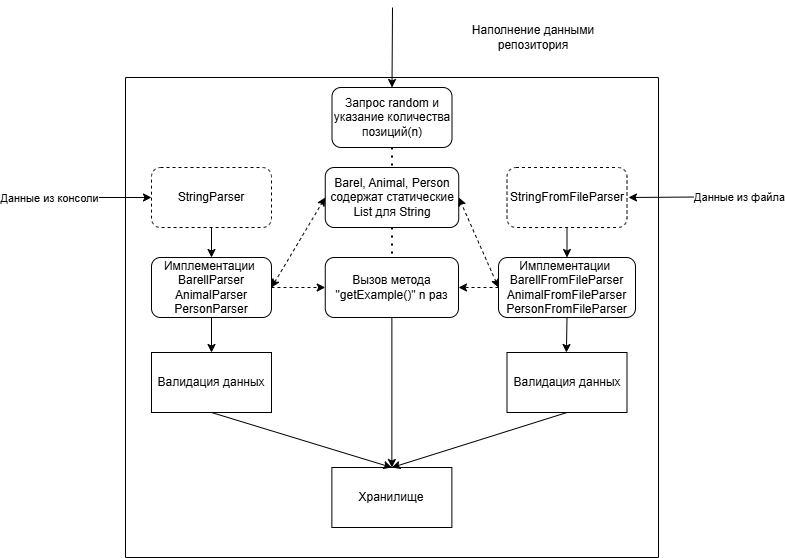 Наполнение данными
репозитория
Запрос random и
указание количества
позиций(n)
Данные из консоли
StringParser
Barel, Animal, Person
содержат статические
List для String
StringFromFileParser
Данные из файла
Имплементации
BarellParser
AnimalParser
PersonParser
Вызов метода
"getExample()" n раз
Имплементации
BarellFromFileParser
AnimalFromFileParser
PersonFromFileParser
Валидация данных
Валидация данных
Хранилище